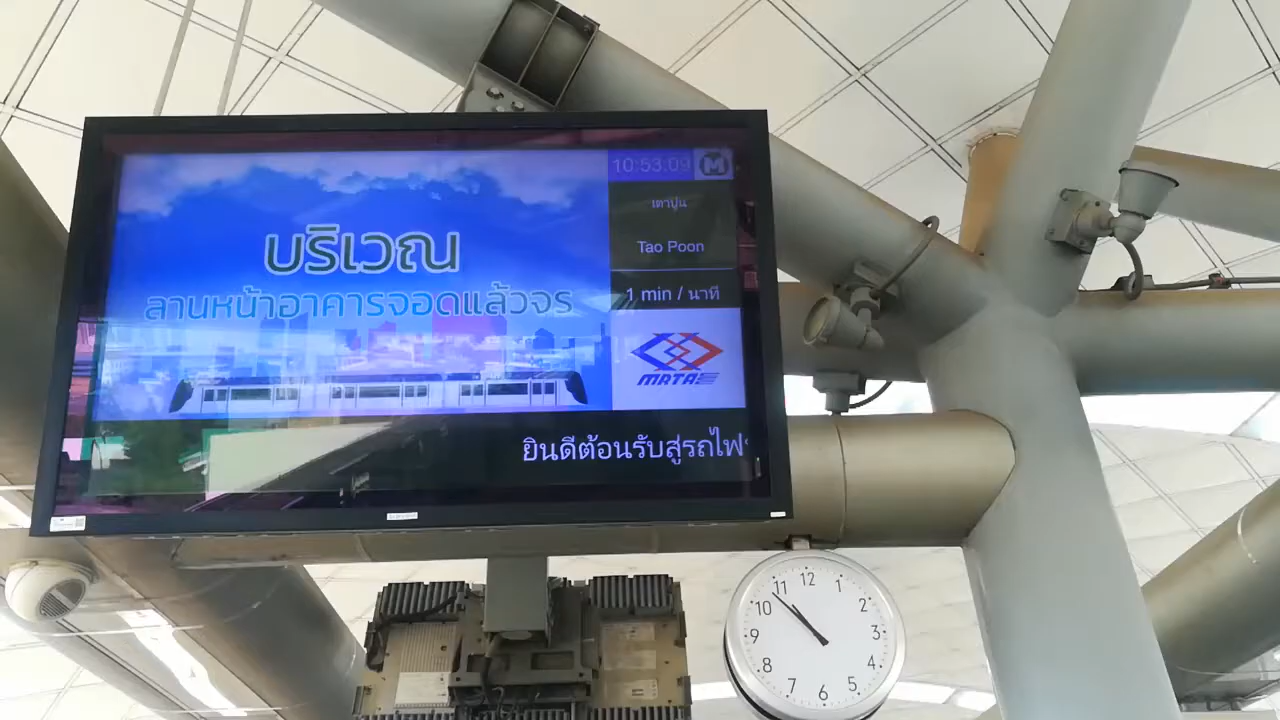 บริเวณ
ลานหน้าอาคารจอดแล้วจร
10:53.09
M
เตาปูน
Tao Poon
1 min / นาที
MRTA
ยินดีต้อนรับสู่รถไฟ
12
1
2
3
4
5
6
7
8
9
10
11